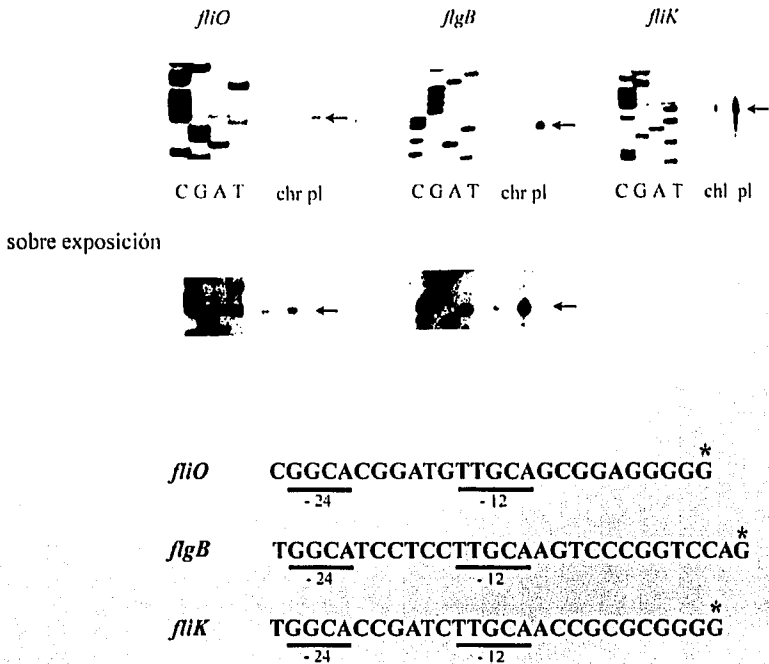 fliO flgB fliK
C G A T chr pl C G A T chr pl C G A T chl pl
sobre exposición
*
fliO CGGCACGGATGTTGCAGCGGAGGGGG
- 24 - 12
*
flgB TGGCATCCTCCTTGCAAGTCCCGGTCCAG
- 24 - 12
*
fliK TGGCACCGATCTTGCAACCGCGCGGGG
- 24 - 12